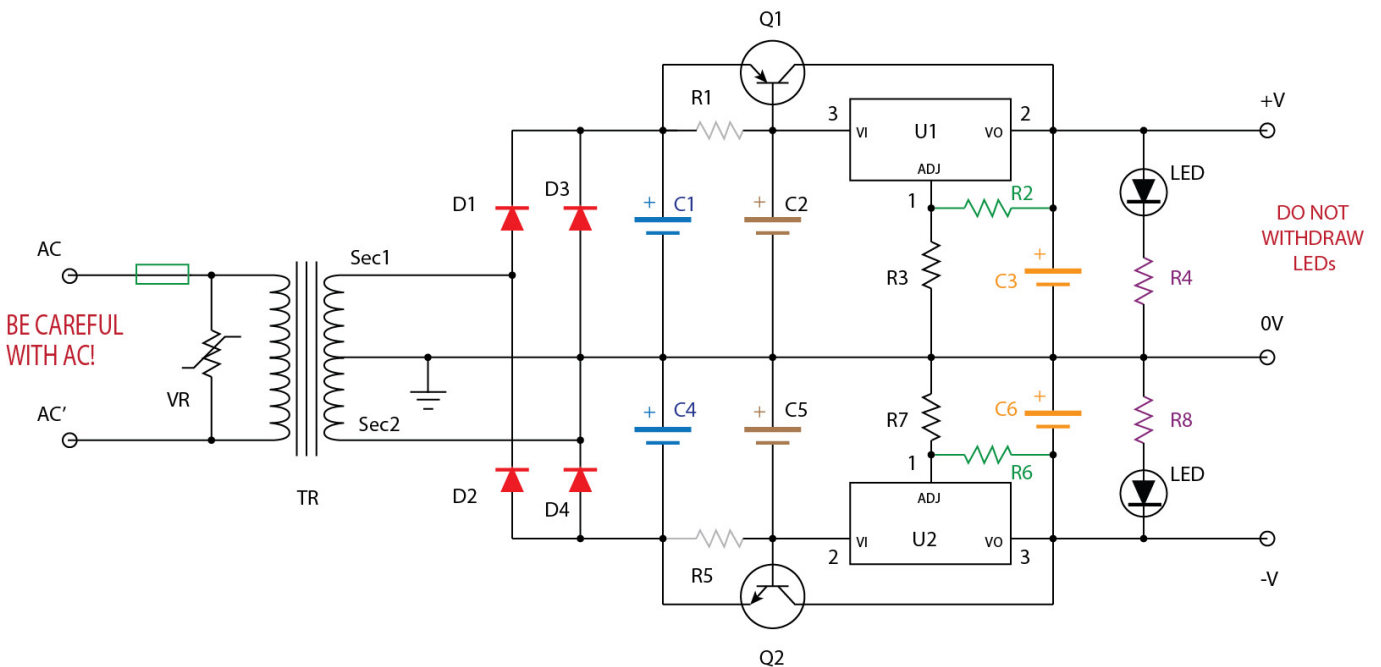 Q1
R1
3
VI
U1
VO
2
+V
ADJ
1
R2
LED
D1
D3
+
C1
+
C2
DO NOT
WITHDRAW
LEDs
AC
Sec1
R3
+
C3
R4
BE CAREFUL
WITH AC!
0V
VR
AC'
Sec2
+
C4
+
C5
R7
+
C6
R8
1
R6
LED
TR
D2
D4
ADJ
R5
2
VI
U2
VO
3
-V
Q2